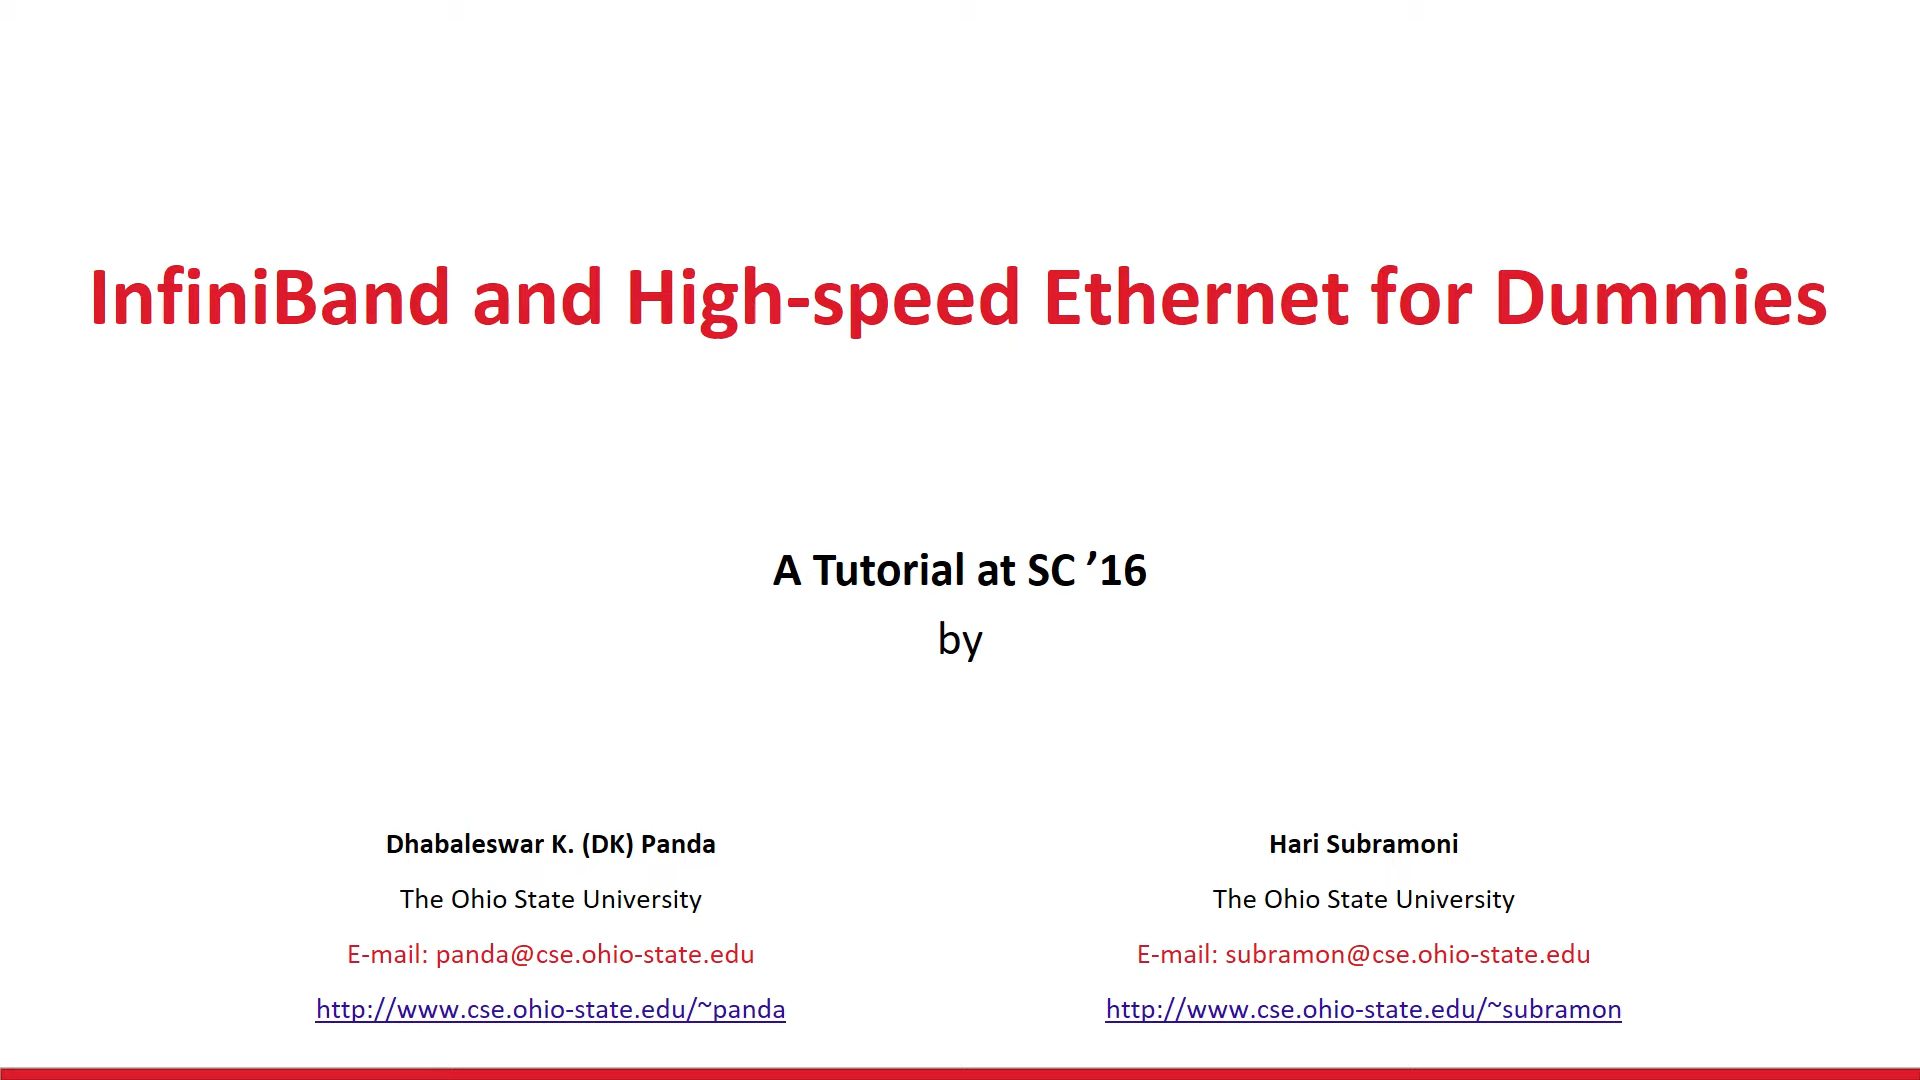 InfiniBand and High-speed Ethernet for Dummies
A Tutorial at SC ’16
by
Dhabaleswar K. (DK) Panda
The Ohio State University
E-mail: panda@cse.ohio-state.edu
http://www.cse.ohio-state.edu/~panda
Hari Subramoni
The Ohio State University
E-mail: subramon@cse.ohio-state.edu
http://www.cse.ohio-state.edu/~subramon